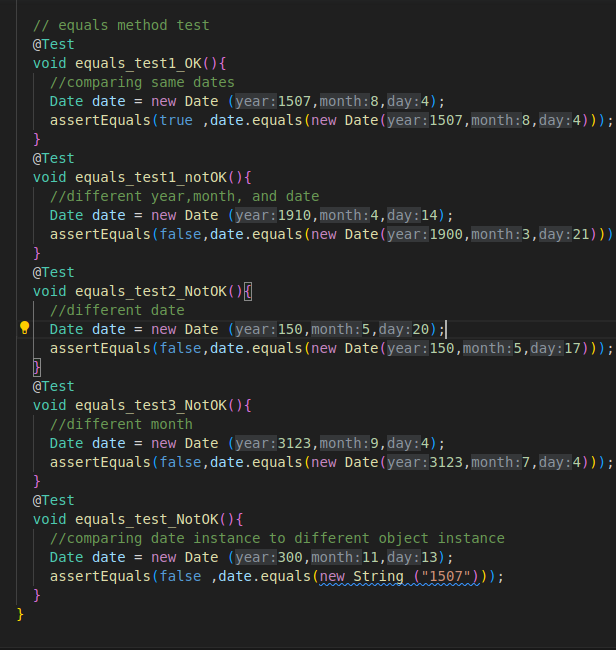 // equals method test
@Test
void equals_test1_OK(){
//comparing same dates
Date date = new Date (year:1507,month:8,day:4);
assertEquals(true ,date.equals(new Date(year:1507,month:8,day:4)));
}
@Test
void equals_test1_notOK(){
//different year,month, and date
Date date = new Date (year:1910,month:4,day:14);
assertEquals(false,date.equals(new Date(year:1900,month:3,day:21)))
}
@Test
void equals_test2_NotOK(){
//different date
Date date = new Date (year:150,month:5,day:20);
assertEquals(false,date.equals(new Date(year:150,month:5,day:17)));
}
@Test
void equals_test3_NotOK(){
//different month
Date date = new Date (year:3123,month:9,day:4);
assertEquals(false,date.equals(new Date(year:3123,month:7,day:4)));
}
@Test
void equals_test_NotOK(){
//comparing date instance to different object instance
Date date = new Date (year:300,month:11,day:13);
assertEquals(false ,date.equals(new String ("1507")));
}
}